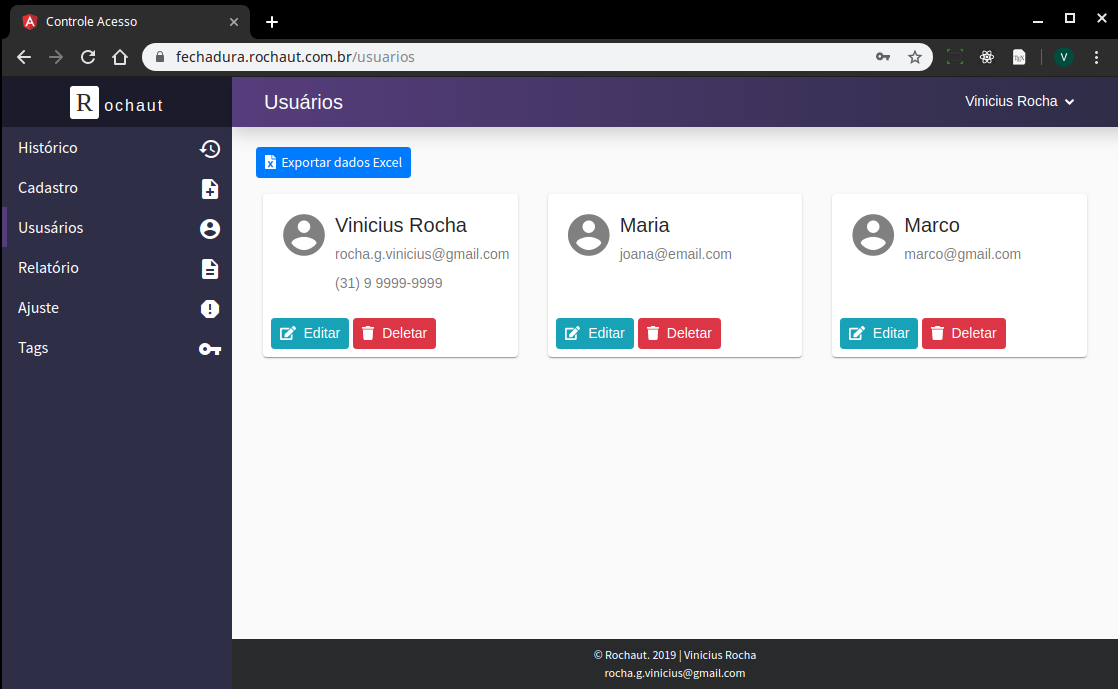 Controle Acesso
fechadura.rochaut.com.br/usuarios
V
Rochaut
Usuários
Vinicius Rocha
Histórico
Cadastro
Ususários
Relatório
Ajuste
Tags
Exportar dados Excel
Vinicius Rocha
rocha.g.vinicius@gmail.com
(31) 9 9999-9999
Editar Deletar
Maria
joana@email.com
Editar Deletar
Marco
marco@gmail.com
Editar Deletar
© Rochaut. 2019 | Vinicius Rocha
rocha.g.vinicius@gmail.com